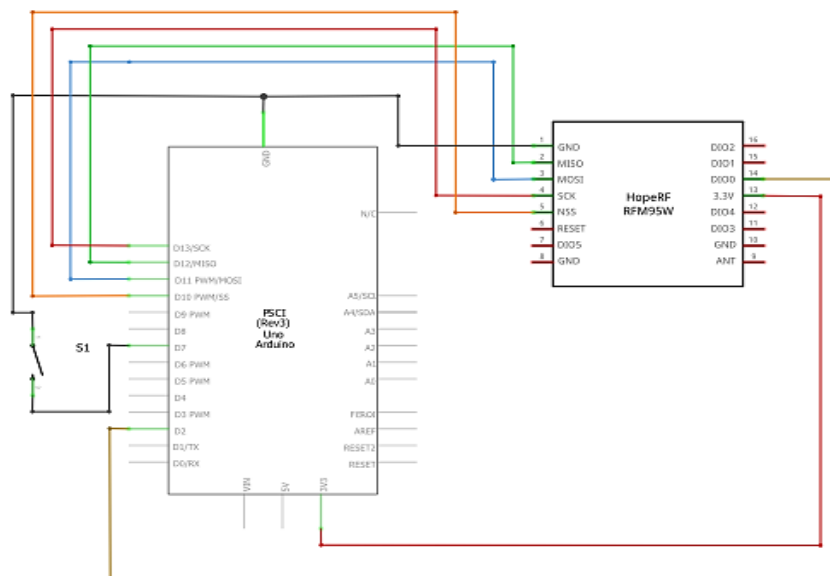 GND
N/C
D13/SCK
D12/MISO
D11 PWM/MOSI
D10 PWM/SS
D9 PWM
D8
D7
D6 PWM
D5 PWM
D4
D3 PWM
D2
D1/TX
D0/RX
A5/SCL
A4/SDA
A3
A2
A1
A0
AREF
RESET2
RESET
(Rev3)
Uno
Arduino
VIN
5V
3V3
S1
1 GND
2 MISO
3 MOSI
4 SCK
5 NSS
6 RESET
7 DIO5
8 GND
HopeRF
RFM95W
DIO2 16
DIO1 15
DIO0 14
3.3V 13
DIO4 12
DIO3 11
GND 10
ANT 9